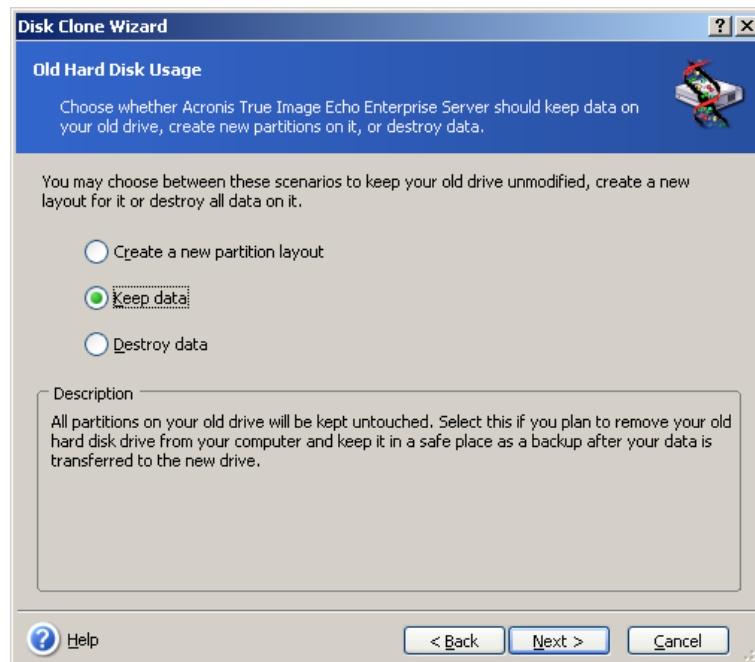 Disk Clone Wizard
Old Hard Disk Usage
Choose whether Acronis True Image Echo Enterprise Server should keep data on
your old drive, create new partitions on it, or destroy data.
You may choose between these scenarios to keep your old drive unmodified, create a new
layout for it or destroy all data on it.
Create a new partition layout
Keep data
Destroy data
Description
All partitions on your old drive will be kept untouched. Select this if you plan to remove your old
hard disk drive from your computer and keep it in a safe place as a backup after your data is
transferred to the new drive.
Help
< Back
Next >
Cancel